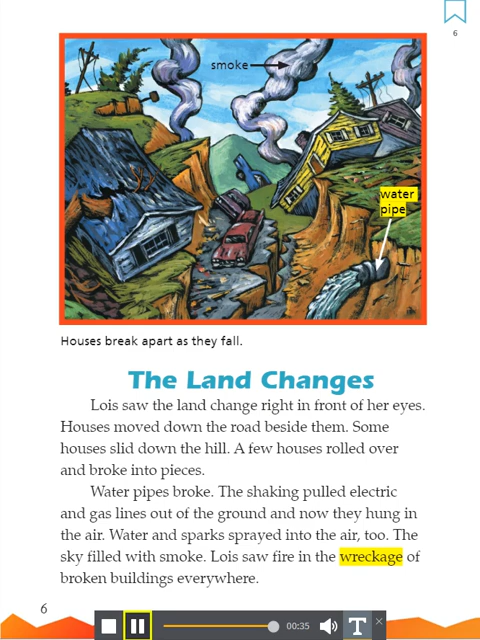 6
smoke
water
pipe
Houses break apart as they fall.
The Land Changes
Lois saw the land change right in front of her eyes.
Houses moved down the road beside them. Some
houses slid down the hill. A few houses rolled over
and broke into pieces.
Water pipes broke. The shaking pulled electric
and gas lines out of the ground and now they hung in
the air. Water and sparks sprayed into the air, too. The
sky filled with smoke. Lois saw fire in the wreckage of
broken buildings everywhere.
6
00:35
T